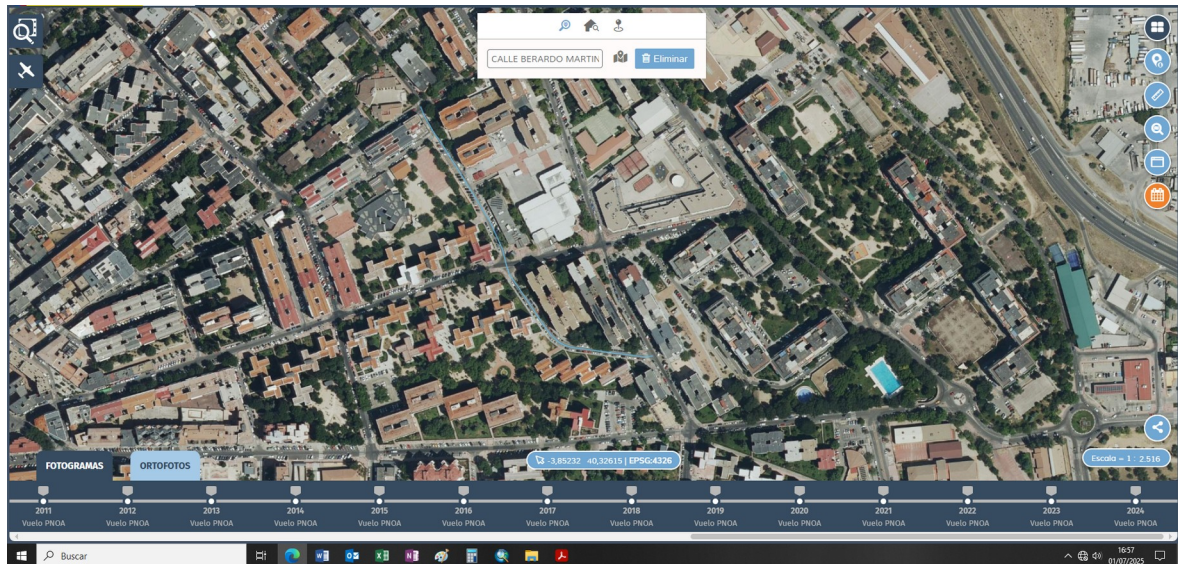 CALLE BERARDO MARTIN
Eliminar
FOTOGRAMAS
ORTOFOTOS
-3,85232 40,32615 | EPSG:4326
Escala = 1 : 2.516
2011 2012 2013 2014 2015 2016 2017 2018 2019 2020 2021 2022 2023 2024
Vuelo PNOA Vuelo PNOA Vuelo PNOA Vuelo PNOA Vuelo PNOA Vuelo PNOA Vuelo PNOA Vuelo PNOA Vuelo PNOA Vuelo PNOA Vuelo PNOA Vuelo PNOA Vuelo PNOA Vuelo PNOA
Buscar
16:57
01/07/2025